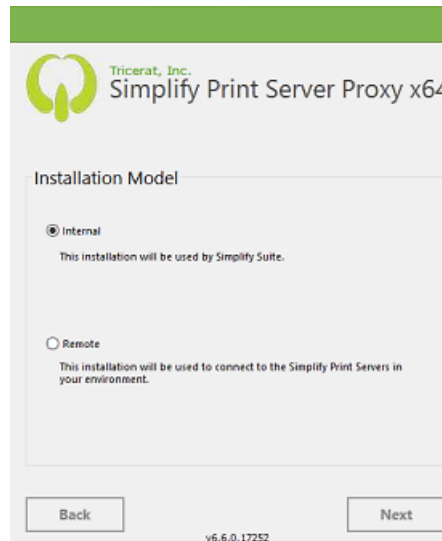 Tricerat, Inc.
Simplify Print Server Proxy x64
Installation Model
Internal
This installation will be used by Simplify Suite.
Remote
This installation will be used to connect to the Simplify Print Servers in
your environment.
Back
Next
v6.6.0.17252